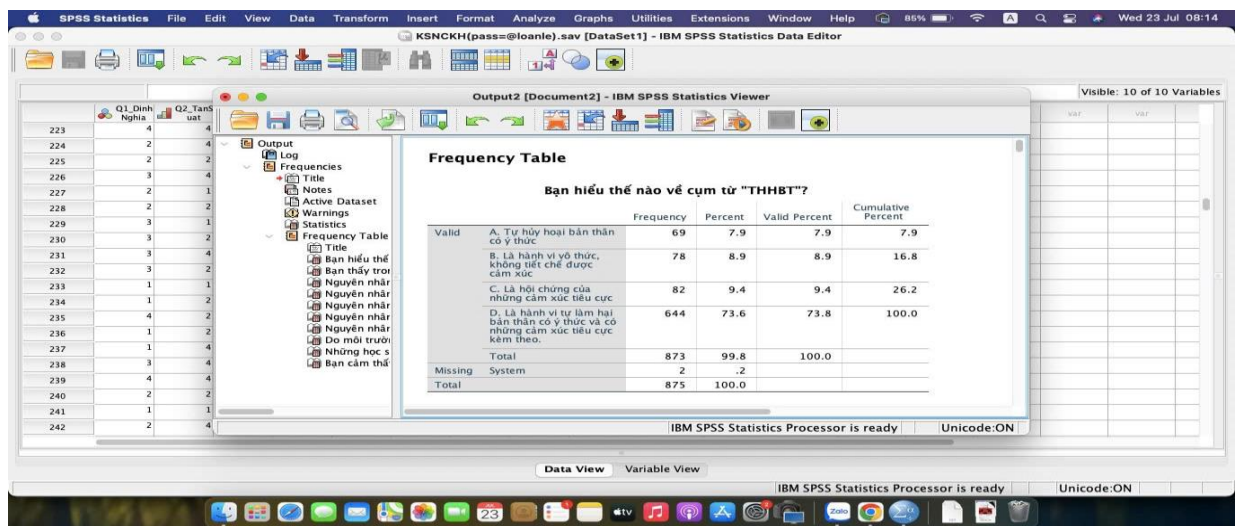 SPSS Statistics File Edit View Data Transform Insert Format Analyze Graphs Utilities Extensions Window Help 85% A Wed 23 Jul 08:14
KSNCKH(pass=@loanle).sav [DataSet1] - IBM SPSS Statistics Data Editor
Visible: 10 of 10 Variables
Q1_Dinh
Nghia
Q2_TanS
uat
var var
223 4 4
224 2 4
225 2 2
226 3 4
227 2 1
228 2 2
229 3 1
230 3 2
231 3 4
232 3 2
233 1 1
234 1 2
235 4 2
236 1 2
237 1 4
238 3 4
239 4 4
240 2 2
241 1 1
242 2 4
Output2 [Document2] - IBM SPSS Statistics Viewer
Output
Log
Frequencies
Title
Notes
Active Dataset
Warnings
Statistics
Frequency Table
Title
Bạn hiểu thế
Bạn thấy tron
Nguyên nhân
Nguyên nhân
Nguyên nhân
Nguyên nhân
Nguyên nhân
Do môi trườn
Những học s
Bạn cảm thấ
Frequency Table
Bạn hiểu thế nào về cụm từ "THHBT"?
Frequency Percent Valid Percent Cumulative
Percent
Valid A. Tự hủy hoại bản thân 69 7.9 7.9 7.9
có ý thức
B. Là hành vi vô thức, 78 8.9 8.9 16.8
không tiết chế được
cảm xúc
C. Là hội chứng của 82 9.4 9.4 26.2
những cảm xúc tiêu cực
D. Là hành vi tự làm hại 644 73.6 73.8 100.0
bản thân có ý thức và có
những cảm xúc tiêu cực
kèm theo.
Total 873 99.8 100.0
Missing System 2 .2
Total 875 100.0
IBM SPSS Statistics Processor is ready Unicode:ON
Data View Variable View
IBM SPSS Statistics Processor is ready Unicode:ON
23 tv Zalo